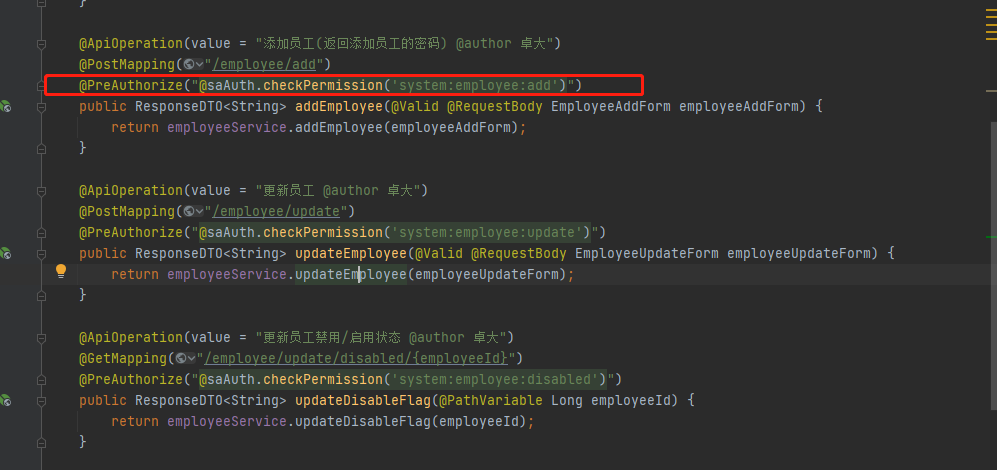 }
@ApiOperation(value = "添加员工(返回添加员工的密码) @author 卓大")
@PostMapping("/employee/add")
@PreAuthorize("@saAuth.checkPermission('system:employee:add')")
public ResponseDTO<String> addEmployee(@Valid @RequestBody EmployeeAddForm employeeAddForm) {
return employeeService.addEmployee(employeeAddForm);
}
@ApiOperation(value = "更新员工 @author 卓大")
@PostMapping("/employee/update")
@PreAuthorize("@saAuth.checkPermission('system:employee:update')")
public ResponseDTO<String> updateEmployee(@Valid @RequestBody EmployeeUpdateForm employeeUpdateForm) {
return employeeService.updateEmployee(employeeUpdateForm);
}
@ApiOperation(value = "更新员工禁用/启用状态 @author 卓大")
@GetMapping("/employee/update/disabled/{employeeId}")
@PreAuthorize("@saAuth.checkPermission('system:employee:disabled')")
public ResponseDTO<String> updateDisableFlag(@PathVariable Long employeeId) {
return employeeService.updateDisableFlag(employeeId);
}